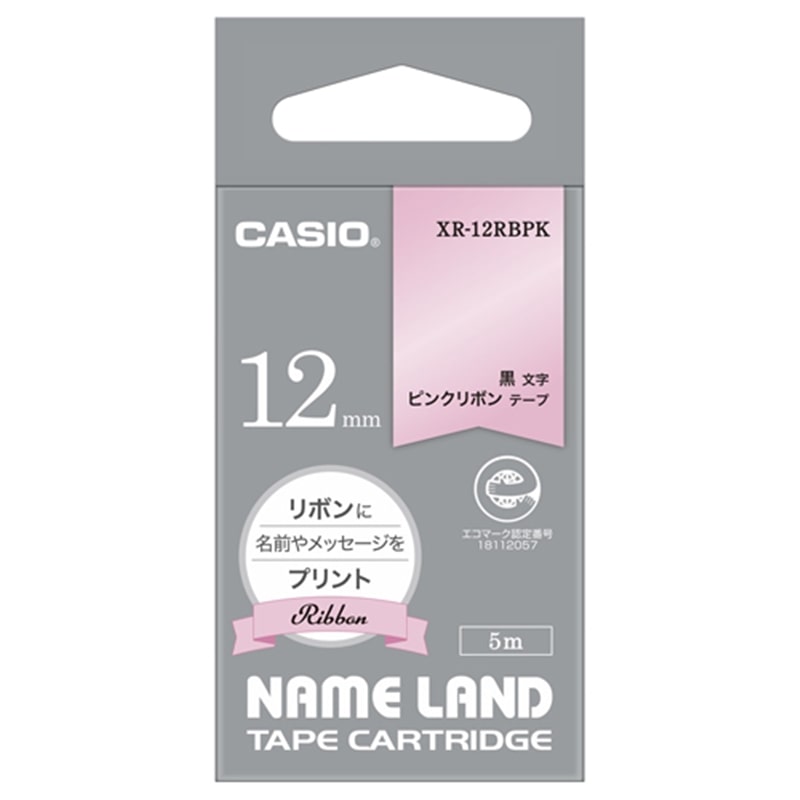 CASIO®
XR-12RBPK
12mm
黒 文字
ピンクリボン テープ
リボンに
名前やメッセージを
プリント
Ribbon
エコマーク認定番号
18112057
5m
NAME LAND
TAPE CARTRIDGE